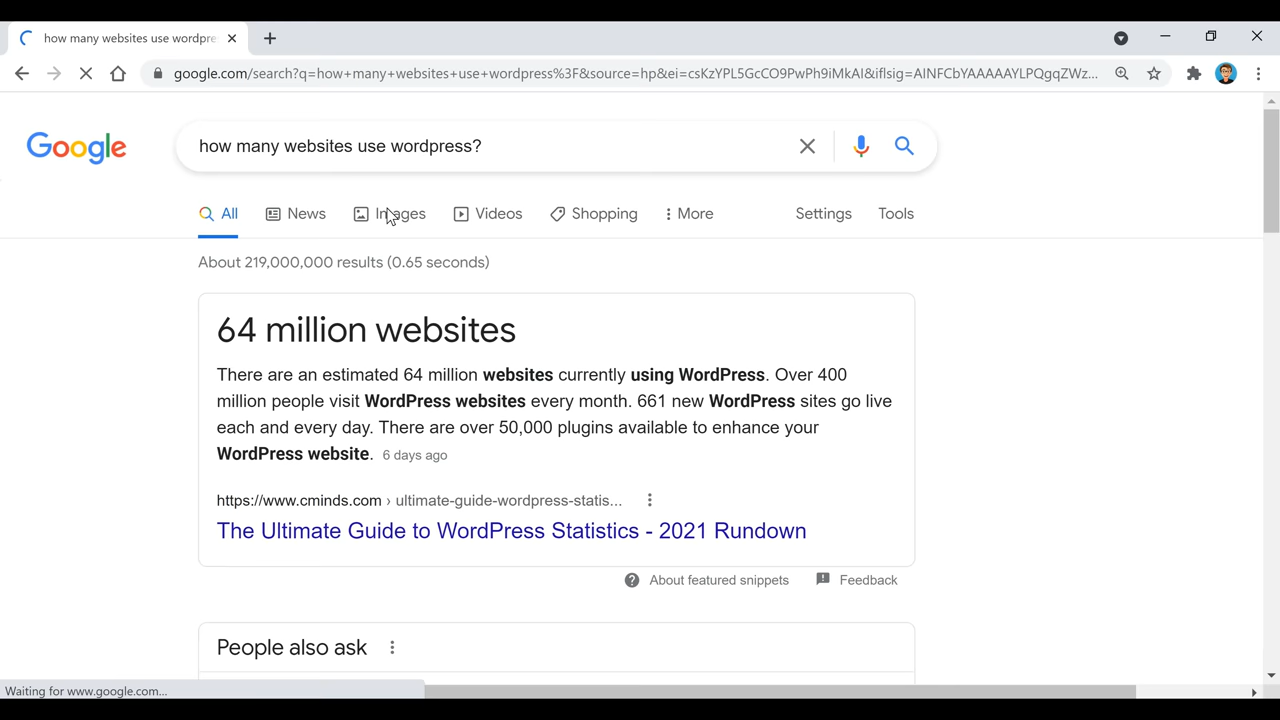 how many websites use wordpre
google.com/search?q=how+many+websites+use+wordpress%3F&source=hp&ei=csKzYPL5GcCO9PwPh9iMkAI&iflsig=AINFCbYAAAAAYLPQgqZWz...
Google
how many websites use wordpress?
All News Images Videos Shopping More Settings Tools
About 219,000,000 results (0.65 seconds)
64 million websites
There are an estimated 64 million websites currently using WordPress. Over 400
million people visit WordPress websites every month. 661 new WordPress sites go live
each and every day. There are over 50,000 plugins available to enhance your
WordPress website. 6 days ago
https://www.cminds.com › ultimate-guide-wordpress-statis...
The Ultimate Guide to WordPress Statistics - 2021 Rundown
About featured snippets Feedback
People also ask
Waiting for www.google.com...